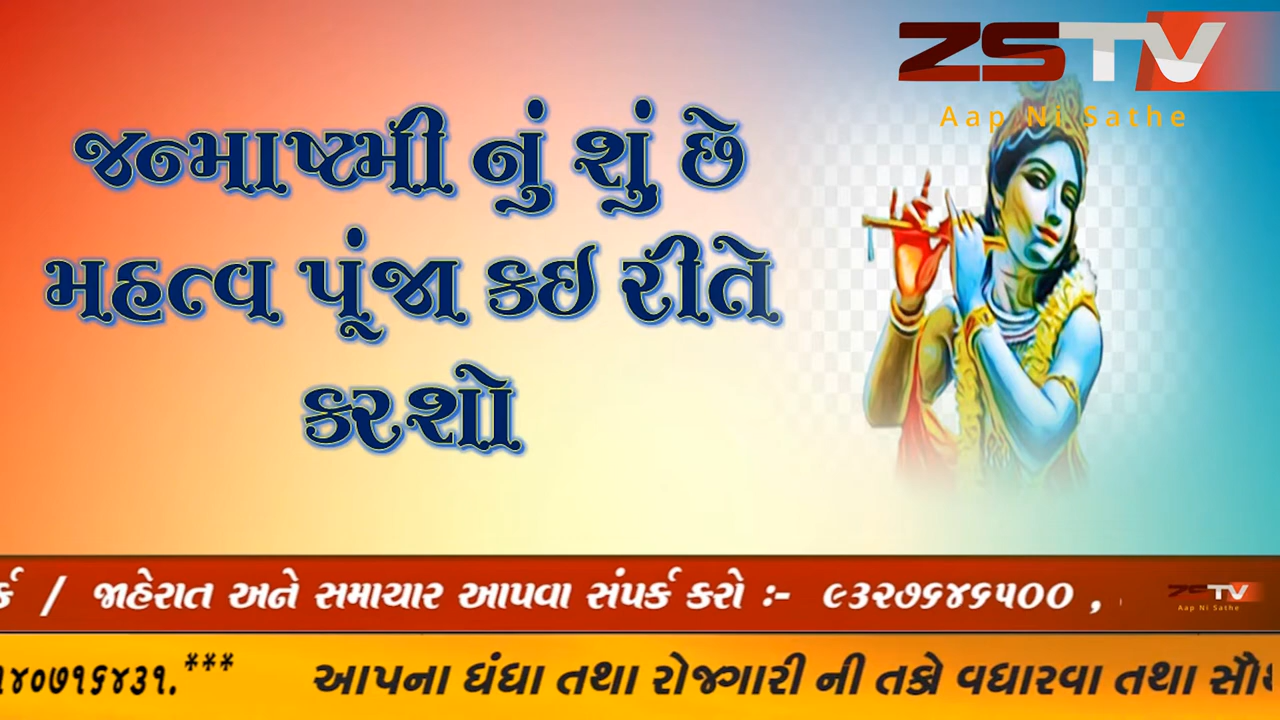 ZSTV
Aap Ni Sathe
જન્માષ્ટમી નું શું છે
મહત્વ પૂંજા કઇ રીતે
કરશો
/ જાહેરાત અને સમાચાર આપવા સંપર્ક કરો :- ૯૩૨૭૬૪૬૫૦૦ ,
ZSTV
Aap Ni Sathe
૪૦૭૧૬૪૩૧.*** આપના ધંધા તથા રોજગારી ની તકો વધારવા તથા